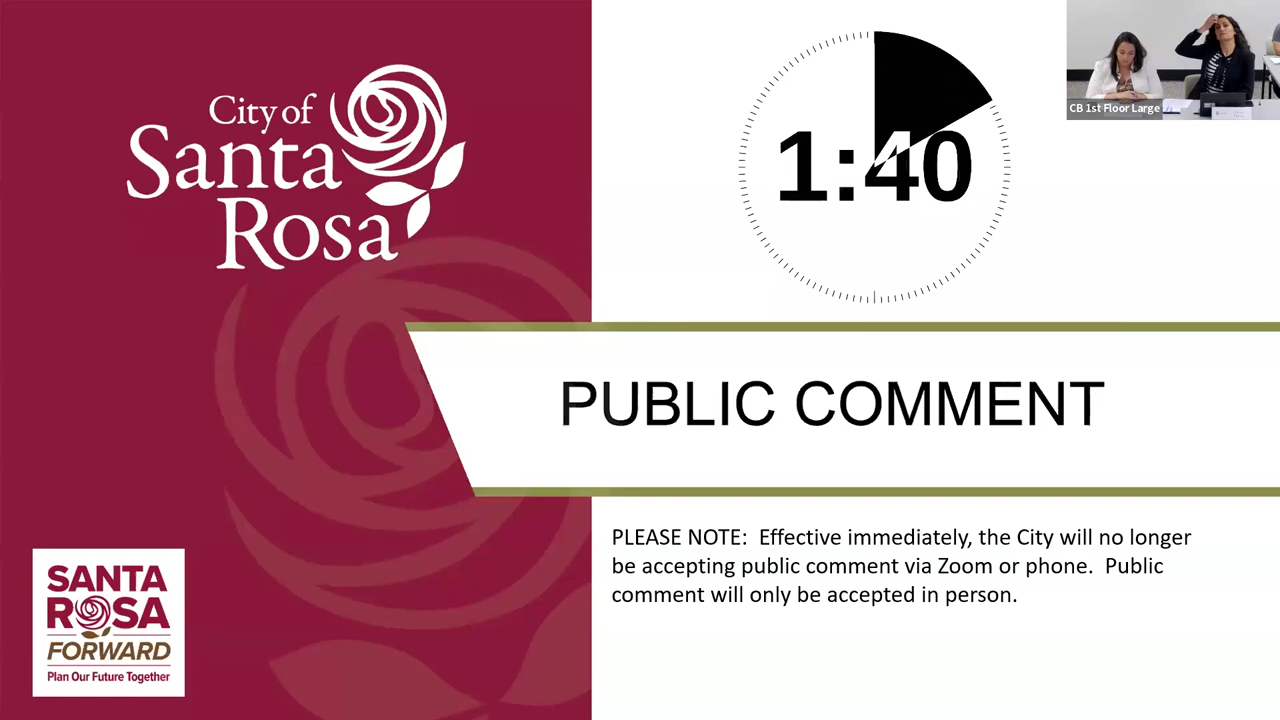 City of
Santa
Rosa
1:40
CB 1st Floor Large
PUBLIC COMMENT
PLEASE NOTE:  Effective immediately, the City will no longer
be accepting public comment via Zoom or phone.  Public
comment will only be accepted in person.
SANTA
ROSA
FORWARD
Plan Our Future Together